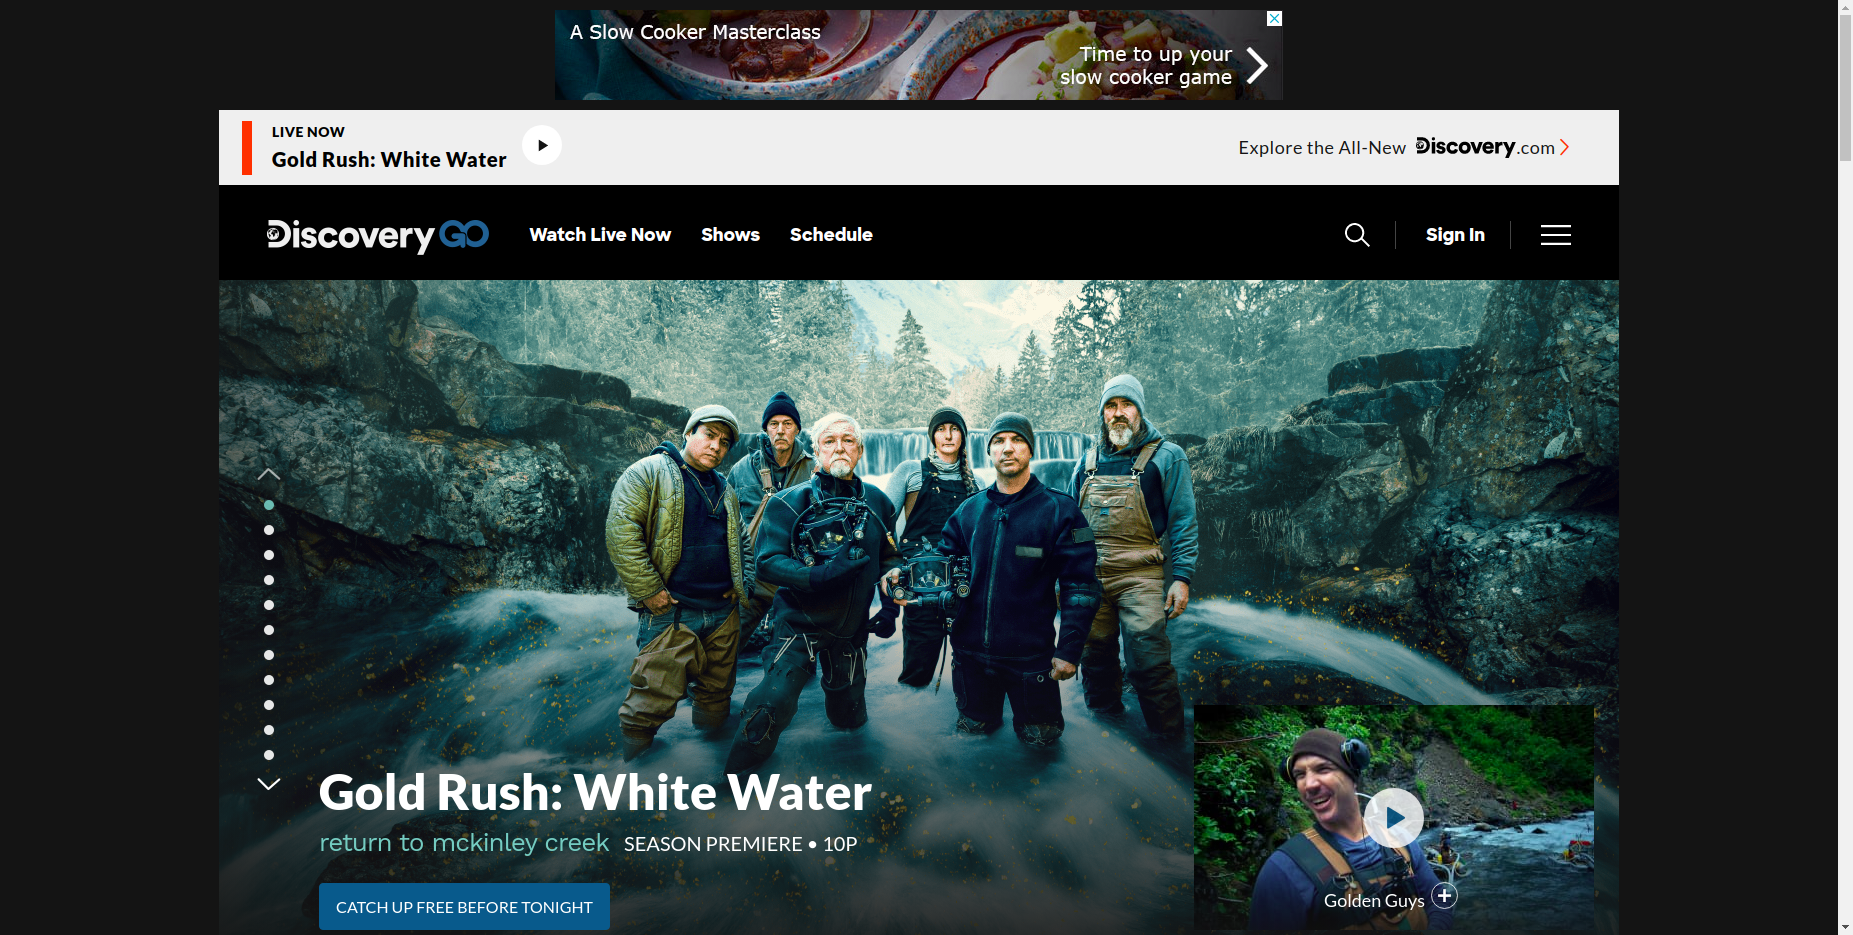 A Slow Cooker Masterclass
Time to up your
slow cooker game
LIVE NOW
Gold Rush: White Water
Explore the All-New Discovery.com
Discovery GO
Watch Live Now
Shows
Schedule
Sign In
Gold Rush: White Water
return to mckinley creek SEASON PREMIERE • 10P
CATCH UP FREE BEFORE TONIGHT
Golden Guys